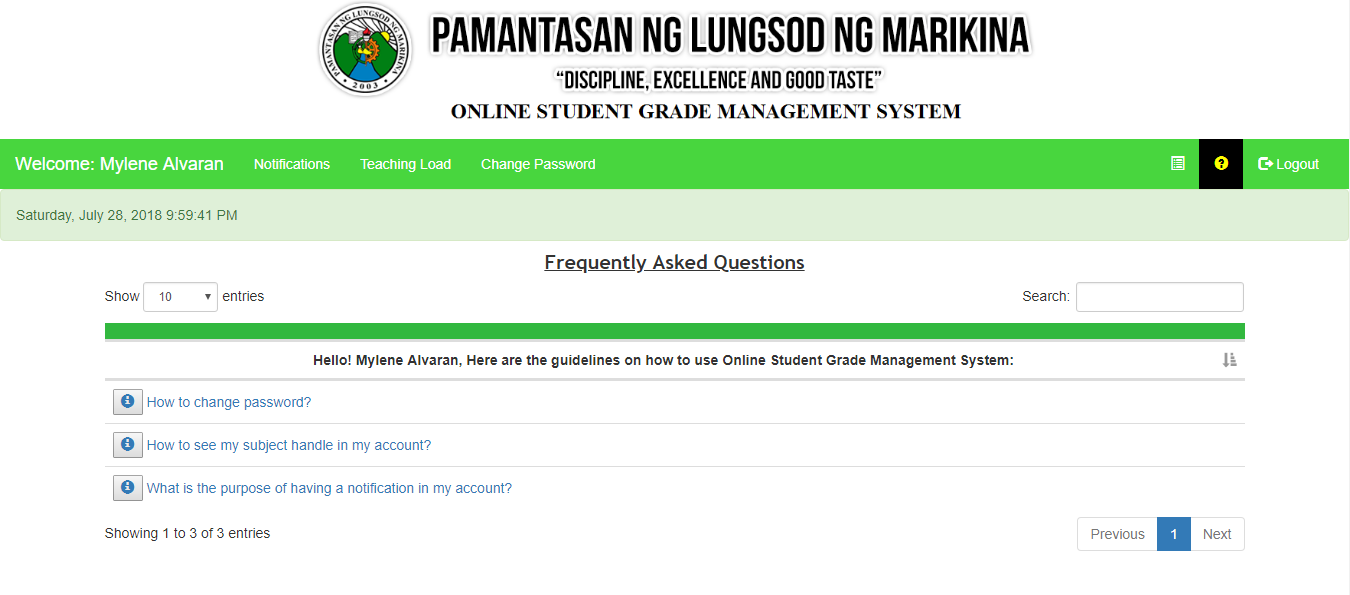 PAMANTASAN NG LUNGSOD NG MARIKINA
PAMANTASAN NG LUNGSOD NG MARIKINA
2003
“DISCIPLINE, EXCELLENCE AND GOOD TASTE”
ONLINE STUDENT GRADE MANAGEMENT SYSTEM
Welcome: Mylene Alvaran Notifications Teaching Load Change Password Logout
Saturday, July 28, 2018 9:59:41 PM
Frequently Asked Questions
Show 10 entries Search:
Hello! Mylene Alvaran, Here are the guidelines on how to use Online Student Grade Management System:
How to change password?
How to see my subject handle in my account?
What is the purpose of having a notification in my account?
Showing 1 to 3 of 3 entries Previous 1 Next